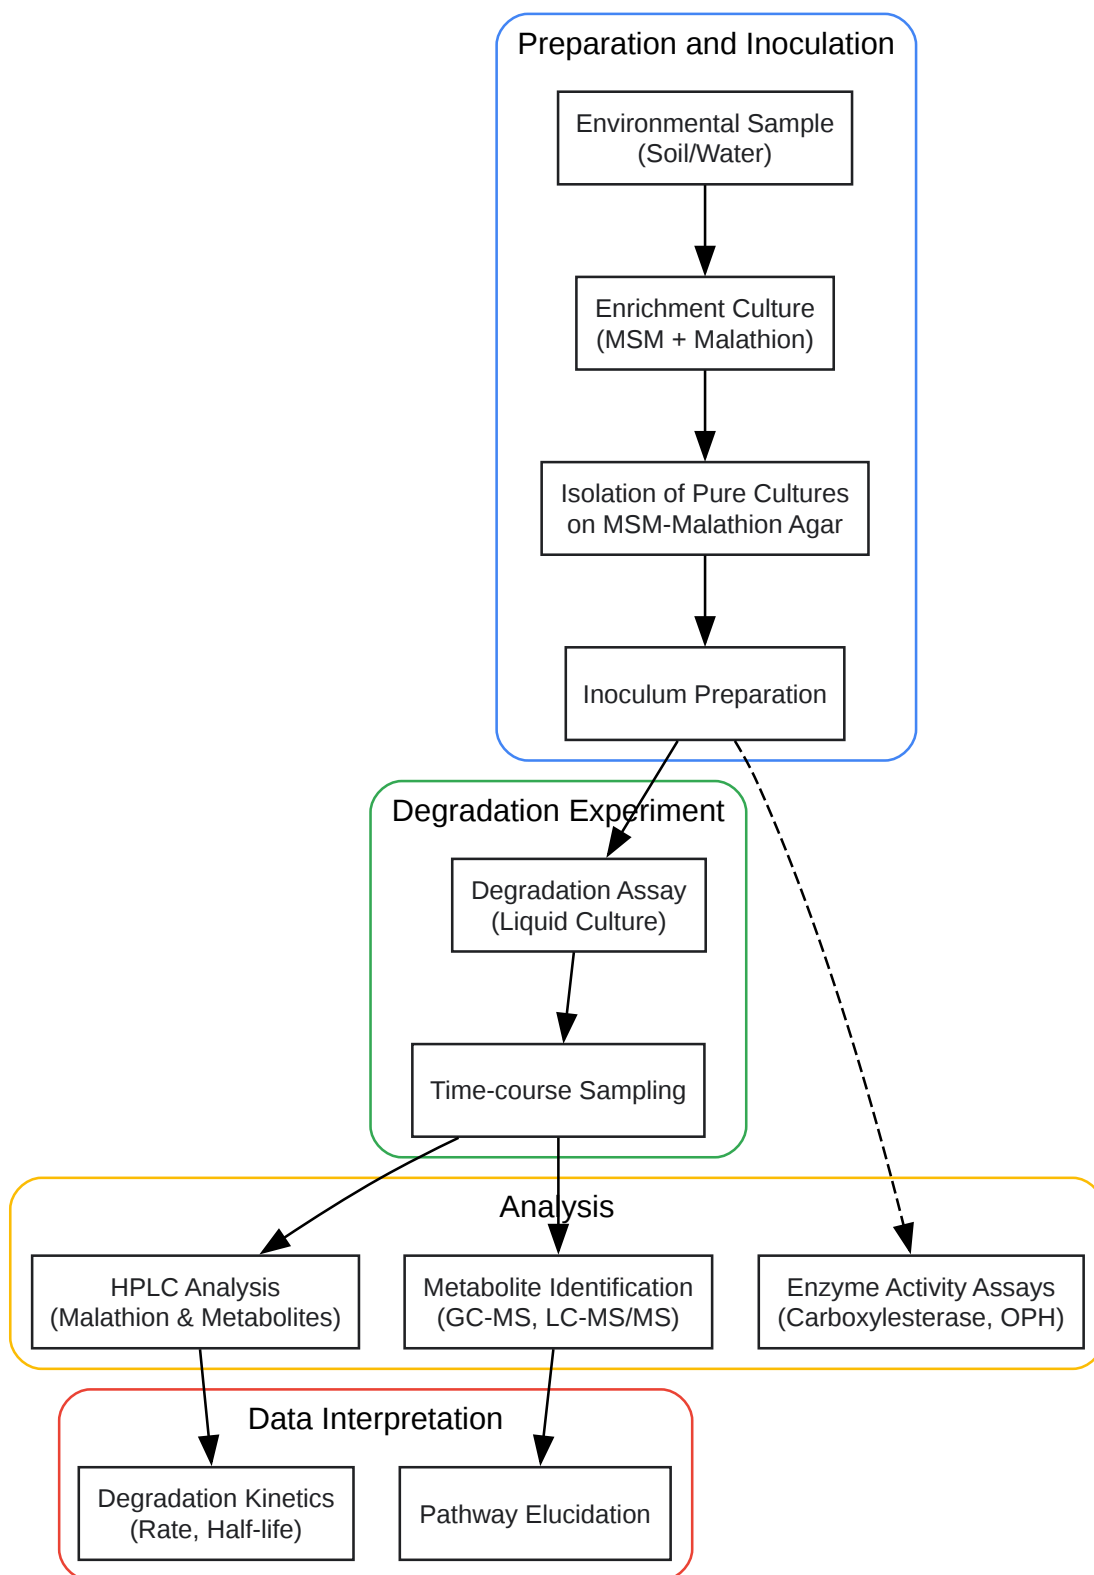 Preparation and Inoculation
Environmental Sample
(Soil/Water)
Enrichment Culture
(MSM + Malathion)
Isolation of Pure Cultures
on MSM-Malathion Agar
Inoculum Preparation
Degradation Experiment
Degradation Assay
(Liquid Culture)
Time-course Sampling
Analysis
HPLC Analysis
(Malathion & Metabolites)
Metabolite Identification
(GC-MS, LC-MS/MS)
Enzyme Activity Assays
(Carboxylesterase, OPH)
Data Interpretation
Degradation Kinetics
(Rate, Half-life)
Pathway Elucidation